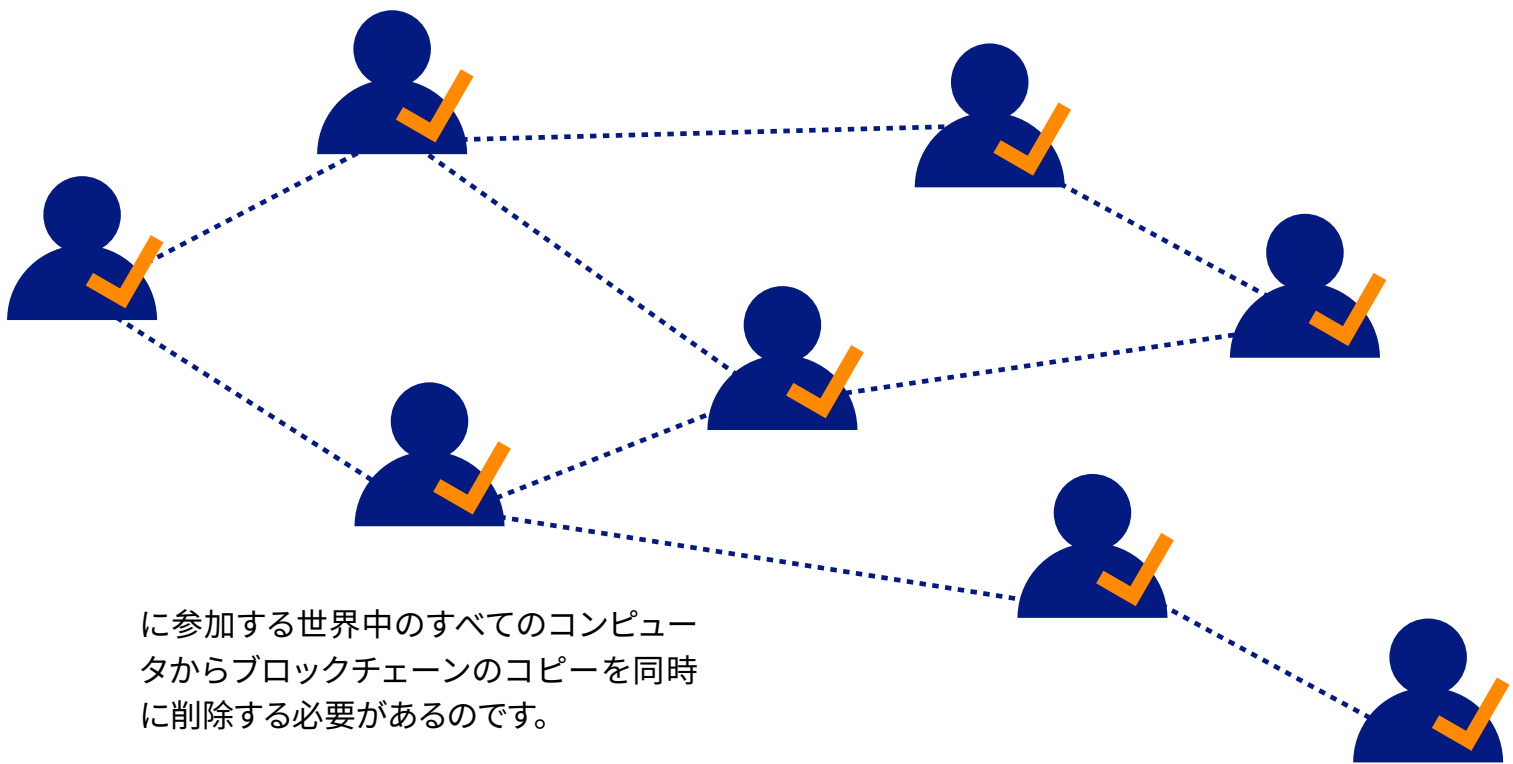 に参加する世界中のすべてのコンピュー
タからブロックチェーンのコピーを同時
に削除する必要があるのです。